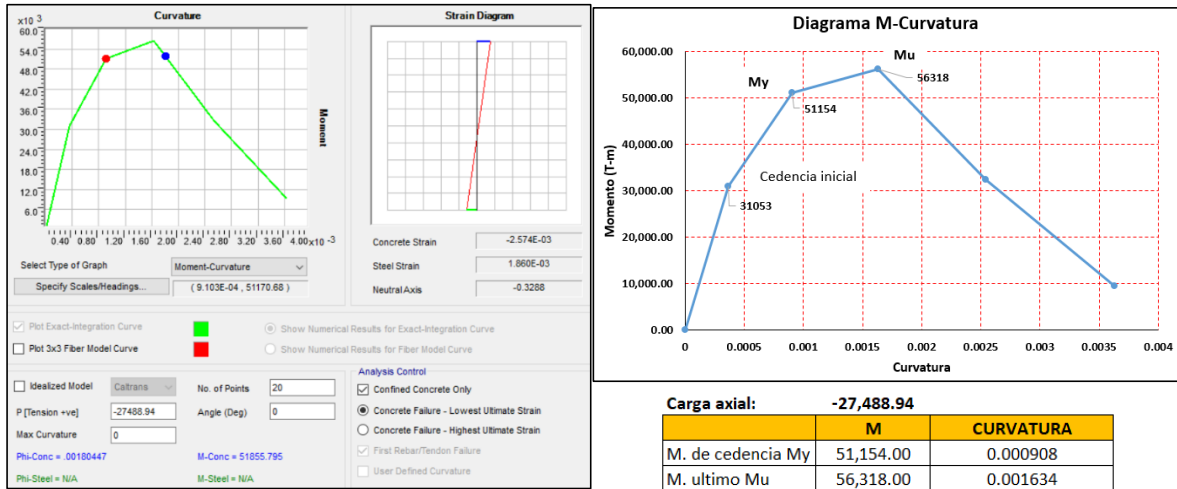 Curvature
x10 3
60.0
54.0
48.0
42.0
36.0
30.0
24.0
18.0
12.0
6.0
Moment
0.40 0.80 1.20 1.60 2.00 2.40 2.80 3.20 3.60 4.00 x10 -3
Select Type of Graph
Moment-Curvature
Specify Scales/Headings...
( 9.103E-04 , 51170.68 )
Strain Diagram
Concrete Strain
-2.574E-03
Steel Strain
1.860E-03
Neutral Axis
-0.3288
Plot Exact-Integration Curve
Show Numerical Results for Exact-Integration Curve
Plot 3x3 Fiber Model Curve
Show Numerical Results for Fiber Model Curve
Idealized Model
Caltrans
No. of Points
20
P [Tension +ve]
-27488.94
Angle (Deg)
0
Max Curvature
0
Phi-Conc = .00180447
M-Conc = 51855.795
Phi-Steel = N/A
M-Steel = N/A
Analysis Control
Confined Concrete Only
Concrete Failure - Lowest Ultimate Strain
Concrete Failure - Highest Ultimate Strain
First Rebar/Tendon Failure
User Defined Curvature
Diagrama M-Curvatura
60,000.00
50,000.00
40,000.00
30,000.00
20,000.00
10,000.00
0.00
Momento (T-m)
My
Mu
56318
51154
Cedencia inicial
31053
0 0.0005 0.001 0.0015 0.002 0.0025 0.003 0.0035 0.004
Curvatura
Carga axial: -27,488.94
M CURVATURA
M. de cedencia My 51,154.00 0.000908
M. ultimo Mu 56,318.00 0.001634